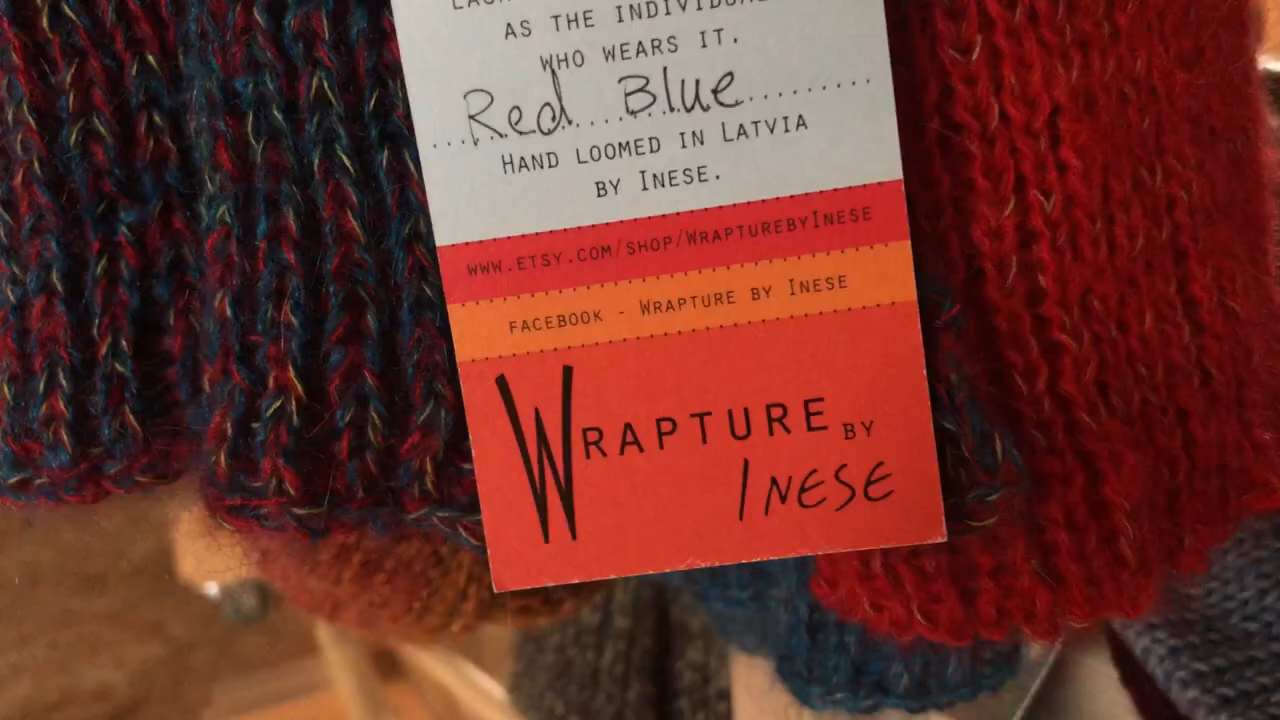 AS THE INDIVIDUAL
WHO WEARS IT.
Red Blue
HAND LOOMED IN LATVIA
BY INESE.
WWW.ETSY.COM/SHOP/WRAPTUREBYINESE
FACEBOOK - WRAPTURE BY INESE
WRAPTURE BY
INESE